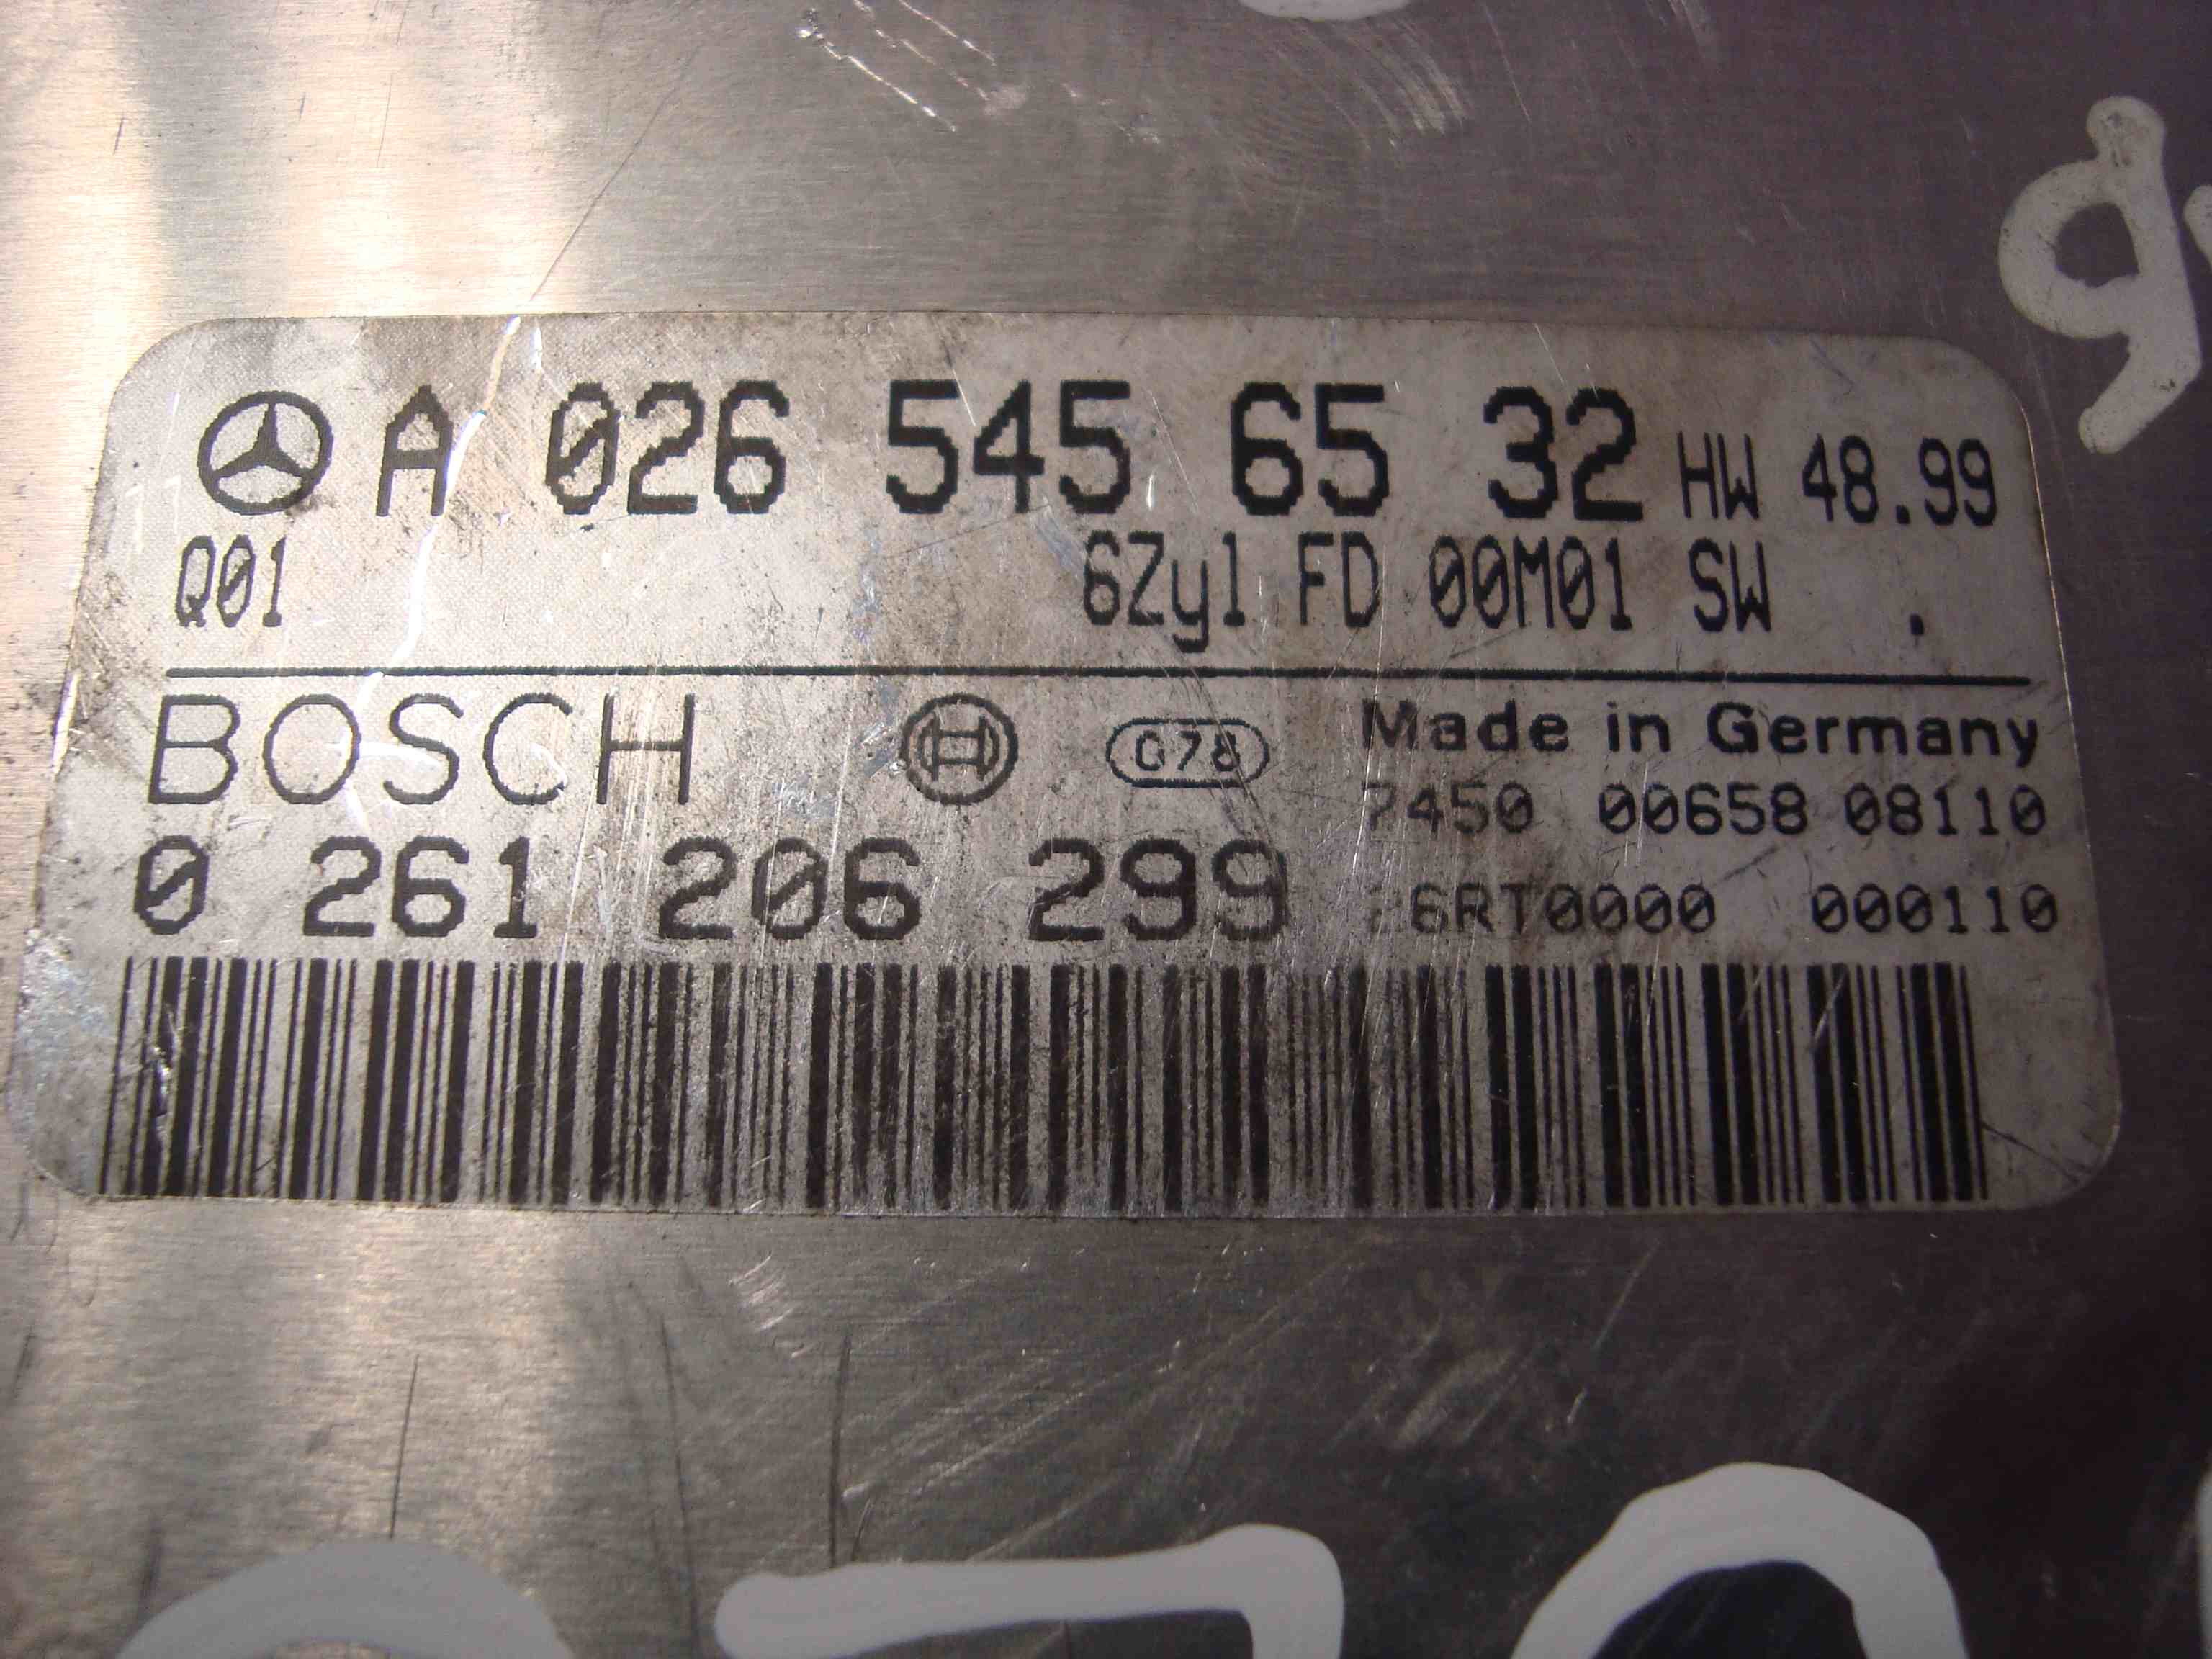 A 026 545 65 32 HW 48.99
Q01 6Zyl FD 00M01 SW .
BOSCH 078 Made in Germany
7450 00658 08110
0 261 206 299
26RT0000 000110